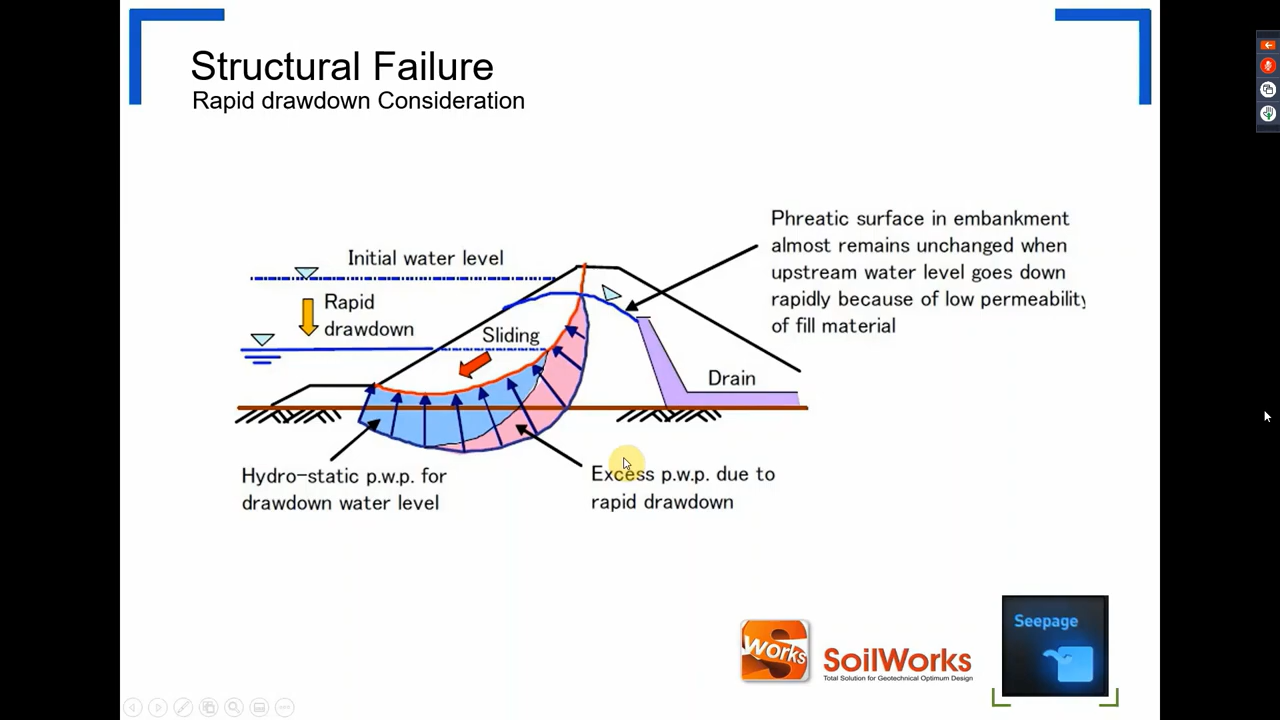 Structural Failure
Rapid drawdown Consideration
Phreatic surface in embankment
almost remains unchanged when
upstream water level goes down
rapidly because of low permeability
of fill material
Initial water level
Rapid
drawdown
Sliding
Drain
Hydro-static p.w.p. for
drawdown water level
Excess p.w.p. due to
rapid drawdown
S
Works
SoilWorks
Total Solution for Geotechnical Optimum Design
Seepage